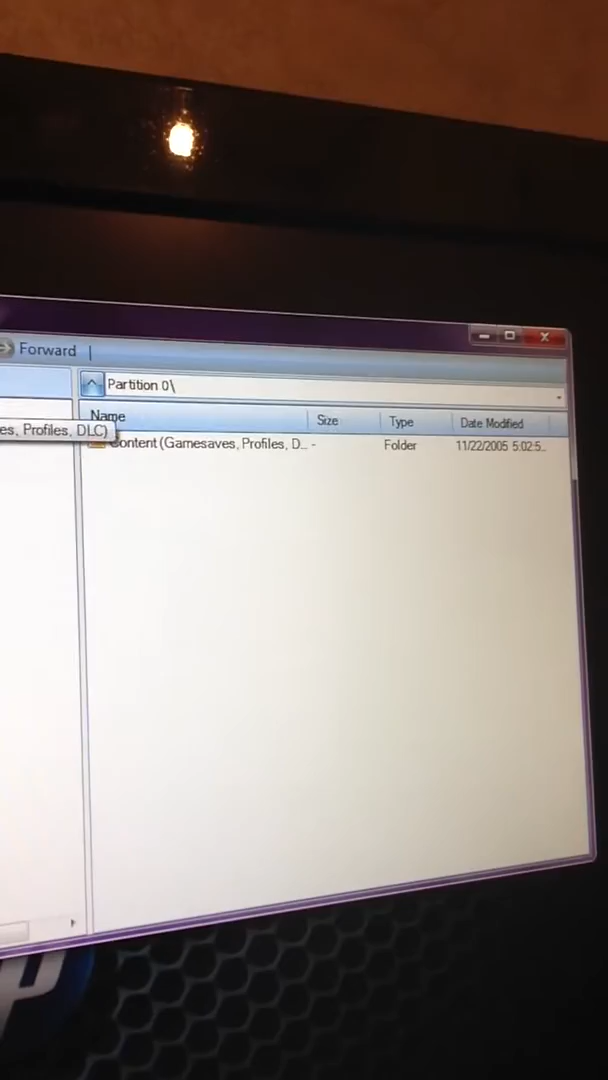 Forward
Partition 0\
Name Size Type Date Modified
es, Profiles, DLC)
Content (Gamesaves, Profiles, D... - Folder 11/22/2005 5:02:5..